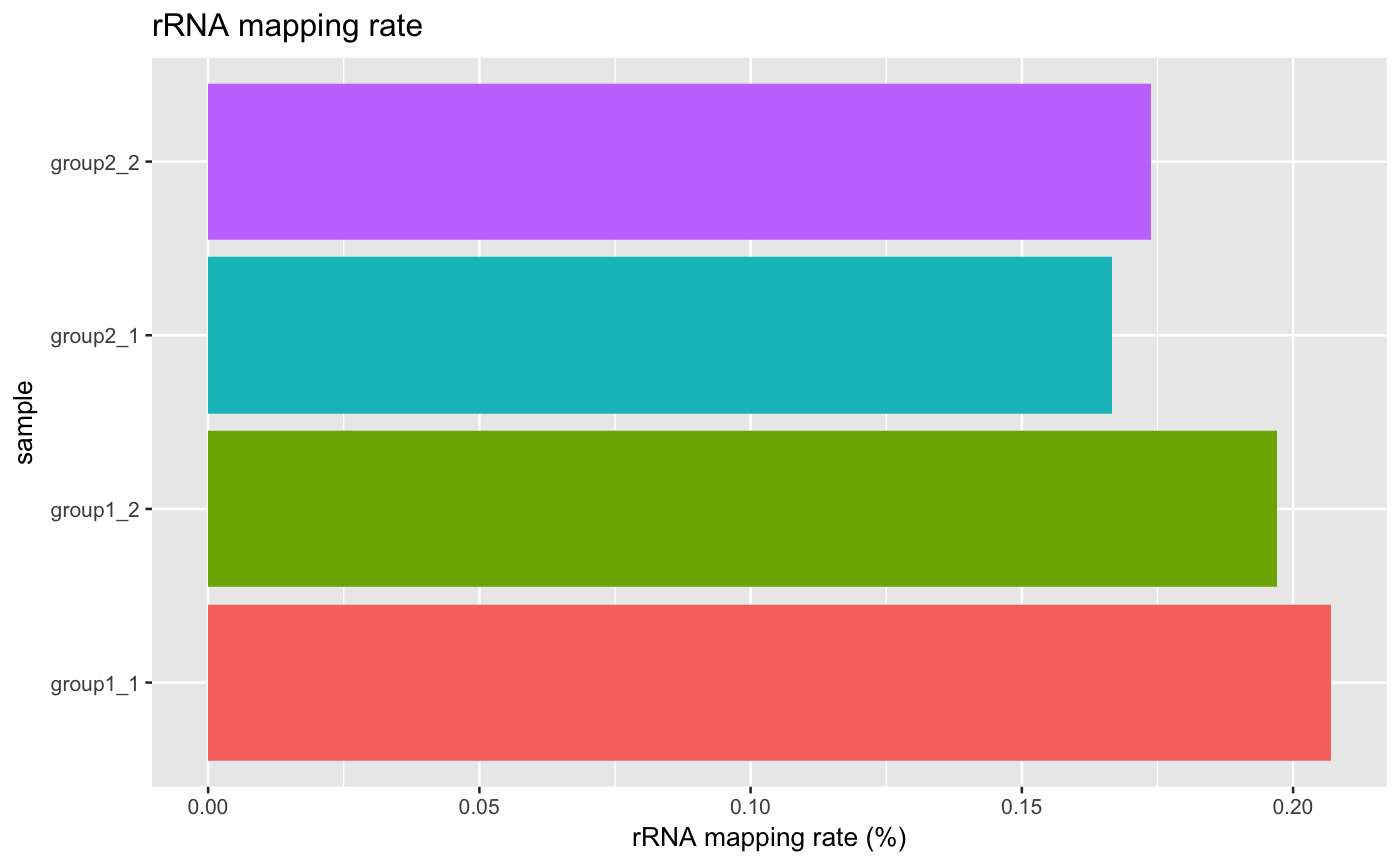 rRNA mapping rate
group2_2
group2_1
group1_2
group1_1
sample
0.00 0.05 0.10 0.15 0.20
rRNA mapping rate (%)